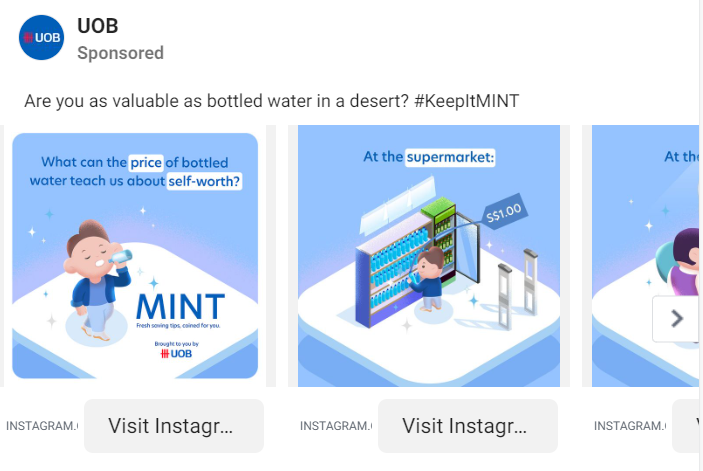 UOB
UOB
Sponsored
Are you as valuable as bottled water in a desert? #KeepItMINT
What can the price of bottled
water teach us about self-worth?
MINT
Fresh saving tips, coined for you.
Brought to you by
UOB
At the supermarket:
S$1.00
At th
INSTAGRAM.
Visit Instagr...
INSTAGRAM.
Visit Instagr...
INSTAGRAM.